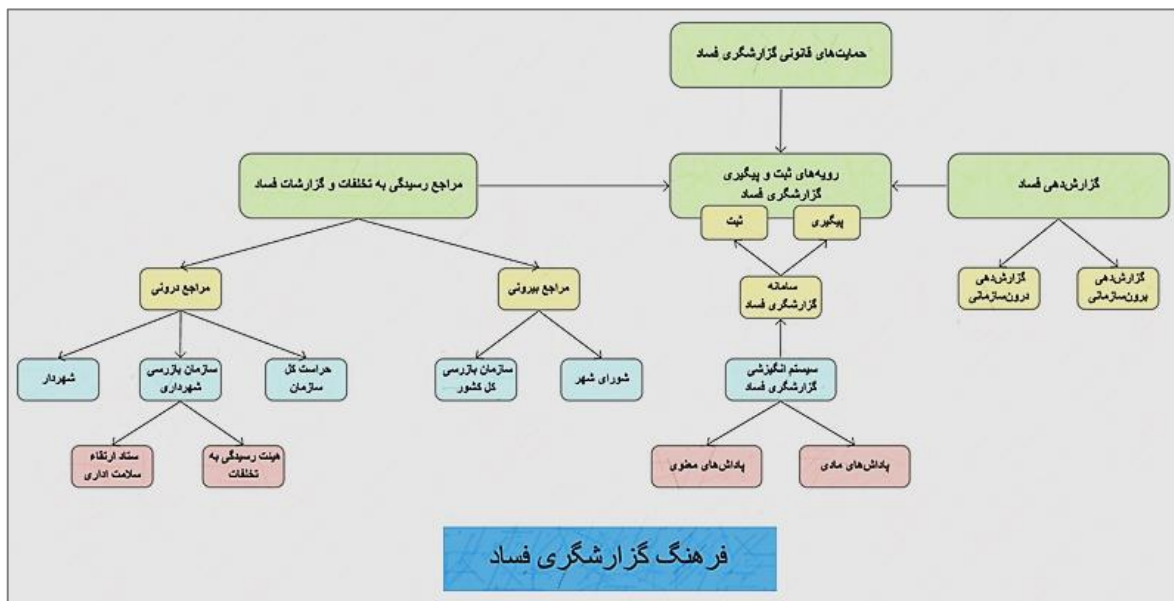 حمایت‌های قانونی گزارشگری فساد
گزارش‌دهی فساد
رویه‌های ثبت و پیگیری
گزارشگری فساد
مراجع رسیدگی به تخلفات و گزارشات فساد
پیگیری
ثبت
گزارش‌دهی
برون‌سازمانی
گزارش‌دهی
درون‌سازمانی
سامانه
گزارشگری فساد
مراجع بیرونی
مراجع درونی
سیستم انگیزشی
گزارشگری فساد
شورای شهر
سازمان بازرسی
کل کشور
حراست کل
سازمان
سازمان بازرسی
شهرداری
شهردار
پاداش‌های مادی
پاداش‌های معنوی
هیئت رسیدگی به
تخلفات
ستاد ارتقاء
سلامت اداری
فرهنگ گزارشگری فساد